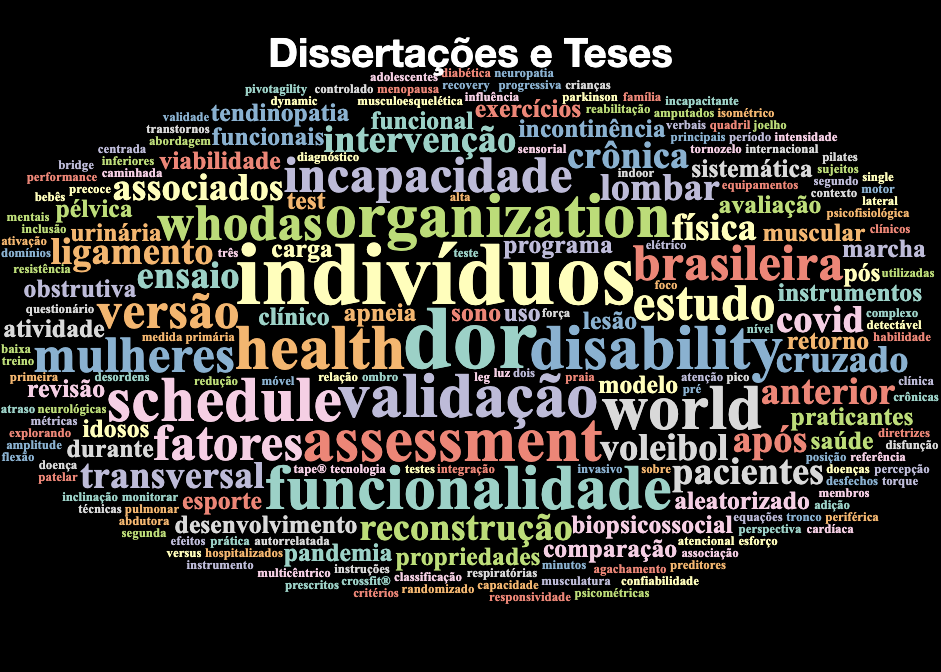 Dissertações e Teses
adolescentes diabética neuropatia
pivotagility controlado menopausa recovery progressiva crianças
dynamic musculoesquelética influência parkinson família incapacitante
validade tendinopatia funcional exercícios reabilitação amputados isométrico
transtornos funcionais intervenção incontinência verbais quadril joelho
abordagem sensorial principais período intensidade
centrada diagnóstico crônica tornozelo internacional
bridge inferiores viabilidade incapacidade indoor sistemática pilates
performance caminhada lombar sujeitos
precoce associados test alta equipamentos segundo single
bebês contexto motor
mentais pélvica whodas organization física avaliação lateral
inclusão psicofisiológica
ativação urinária muscular clínicos
domínios ligamento três carga teste programa elétrico marcha
resistência ensaio indivíduos brasileira pós utilizadas
obstrutiva foco estudo instrumentos
questionário versão clínico apneia sono uso força lesão covid complexo
atividade detectável
baixa medida primária dor nível retorno habilidade
treino mulheres health disability cruzado
primeira desordens relação ombro leg luz dois praia atenção pico clínica
revisão redução móvel modelo pré anterior crônicas
atraso neurológicas schedule validação world
métricas praticantes
explorando idosos fatores assessment voleibol após saúde diretrizes
amplitude durante disfunção
flexão posição referência
doença tape® tecnologia testes integração invasivo sobre pacientes doenças percepção
patelar transversal funcionalidade desfechos torque
inclinação monitorar esporte aleatorizado membros
técnicas pulmonar adição
abdutora desenvolvimento reconstrução biopsicossocial equações tronco periférica
segunda perspectiva cardíaca
efeitos prática autorrelatada atencional esforço
versus hospitalizados pandemia propriedades comparação associação
instrumento instruções minutos agachamento preditores
multicêntrico classificação respiratórias
prescritos crossfit® capacidade musculatura confiabilidade
critérios randomizado psicométricas
responsividade